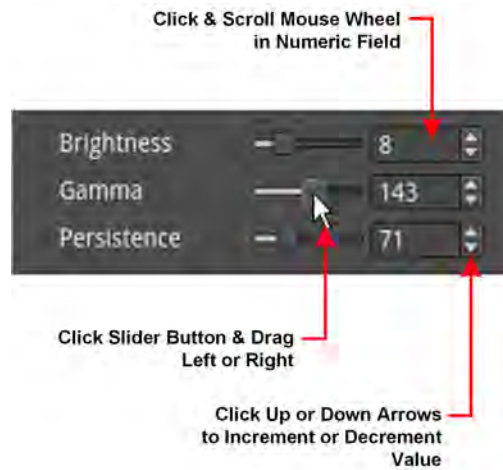 Click & Scroll Mouse Wheel
in Numeric Field
Brightness 8
Gamma 143
Persistence 71
Click Slider Button & Drag
Left or Right
Click Up or Down Arrows
to Increment or Decrement
Value